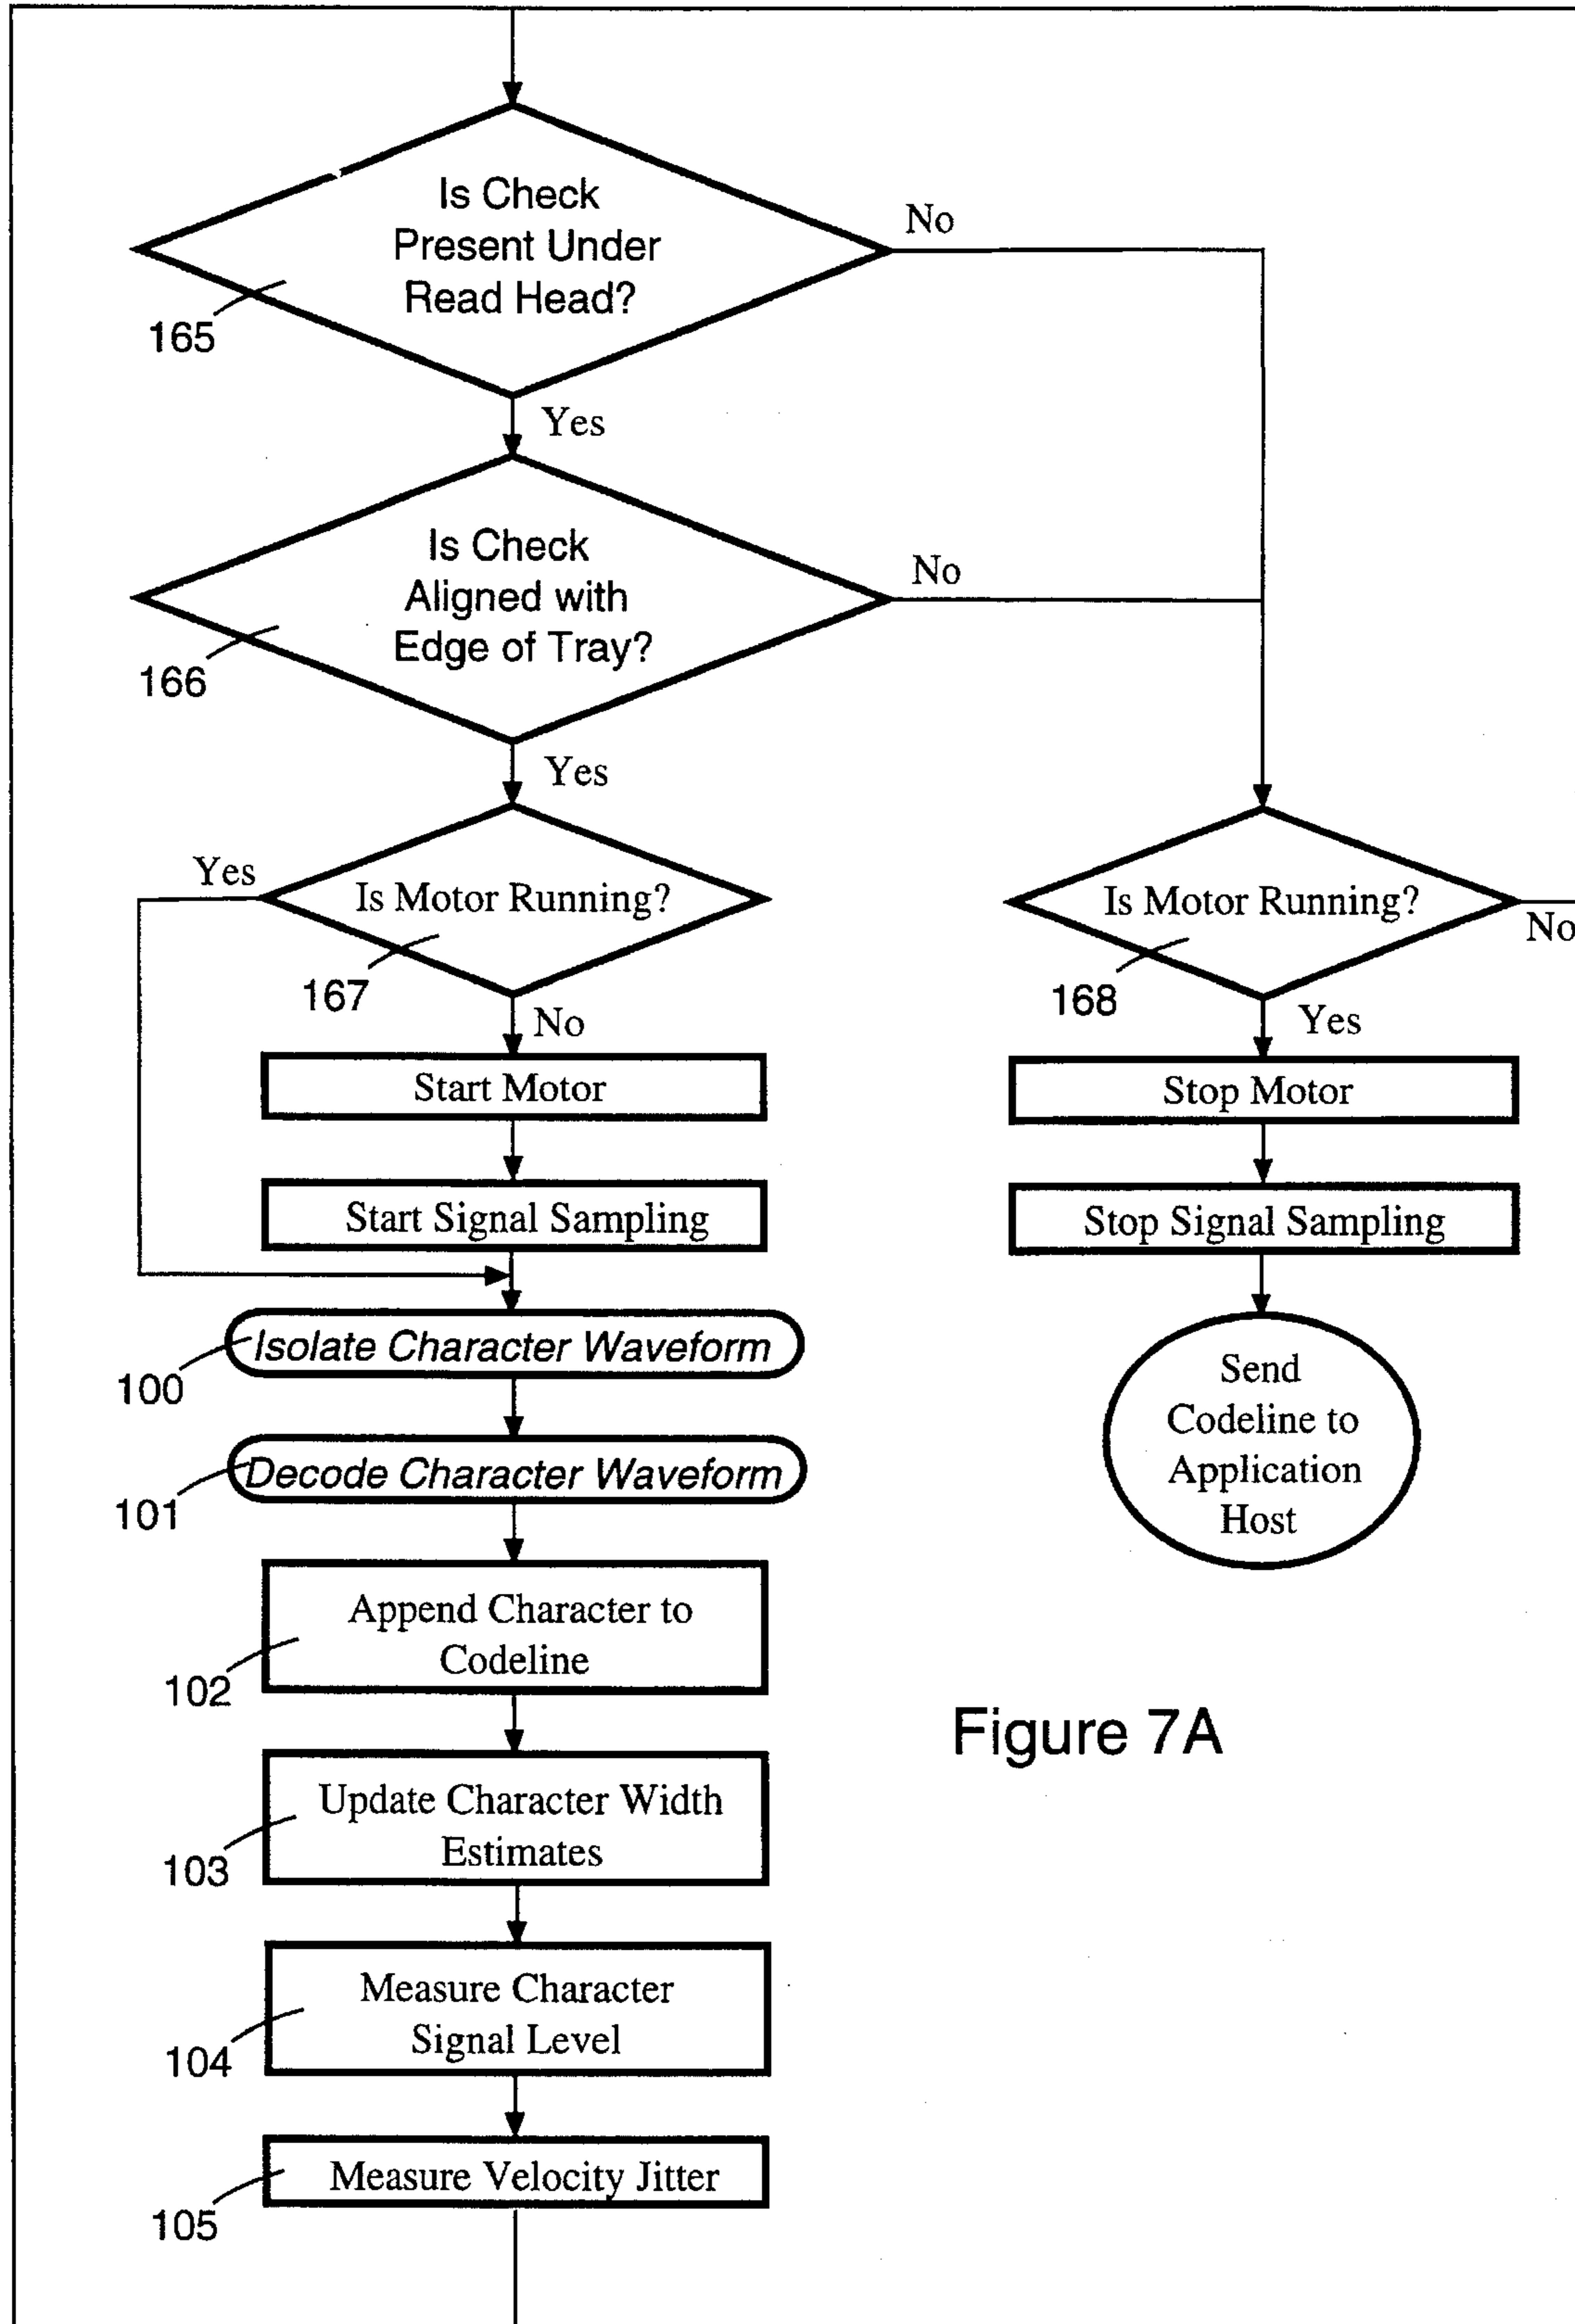 Is Check
Present Under
Read Head?
No
165
Yes
Is Check
Aligned with
Edge of Tray?
No
166
Yes
Yes
Is Motor Running?
167
No
Is Motor Running?
No
168
Yes
Start Motor
Stop Motor
Start Signal Sampling
Stop Signal Sampling
Isolate Character Waveform
100
Send
Codeline to
Application
Host
Decode Character Waveform
101
Append Character to
Codeline
102
Figure 7A
Update Character Width
Estimates
103
Measure Character
Signal Level
104
Measure Velocity Jitter
105